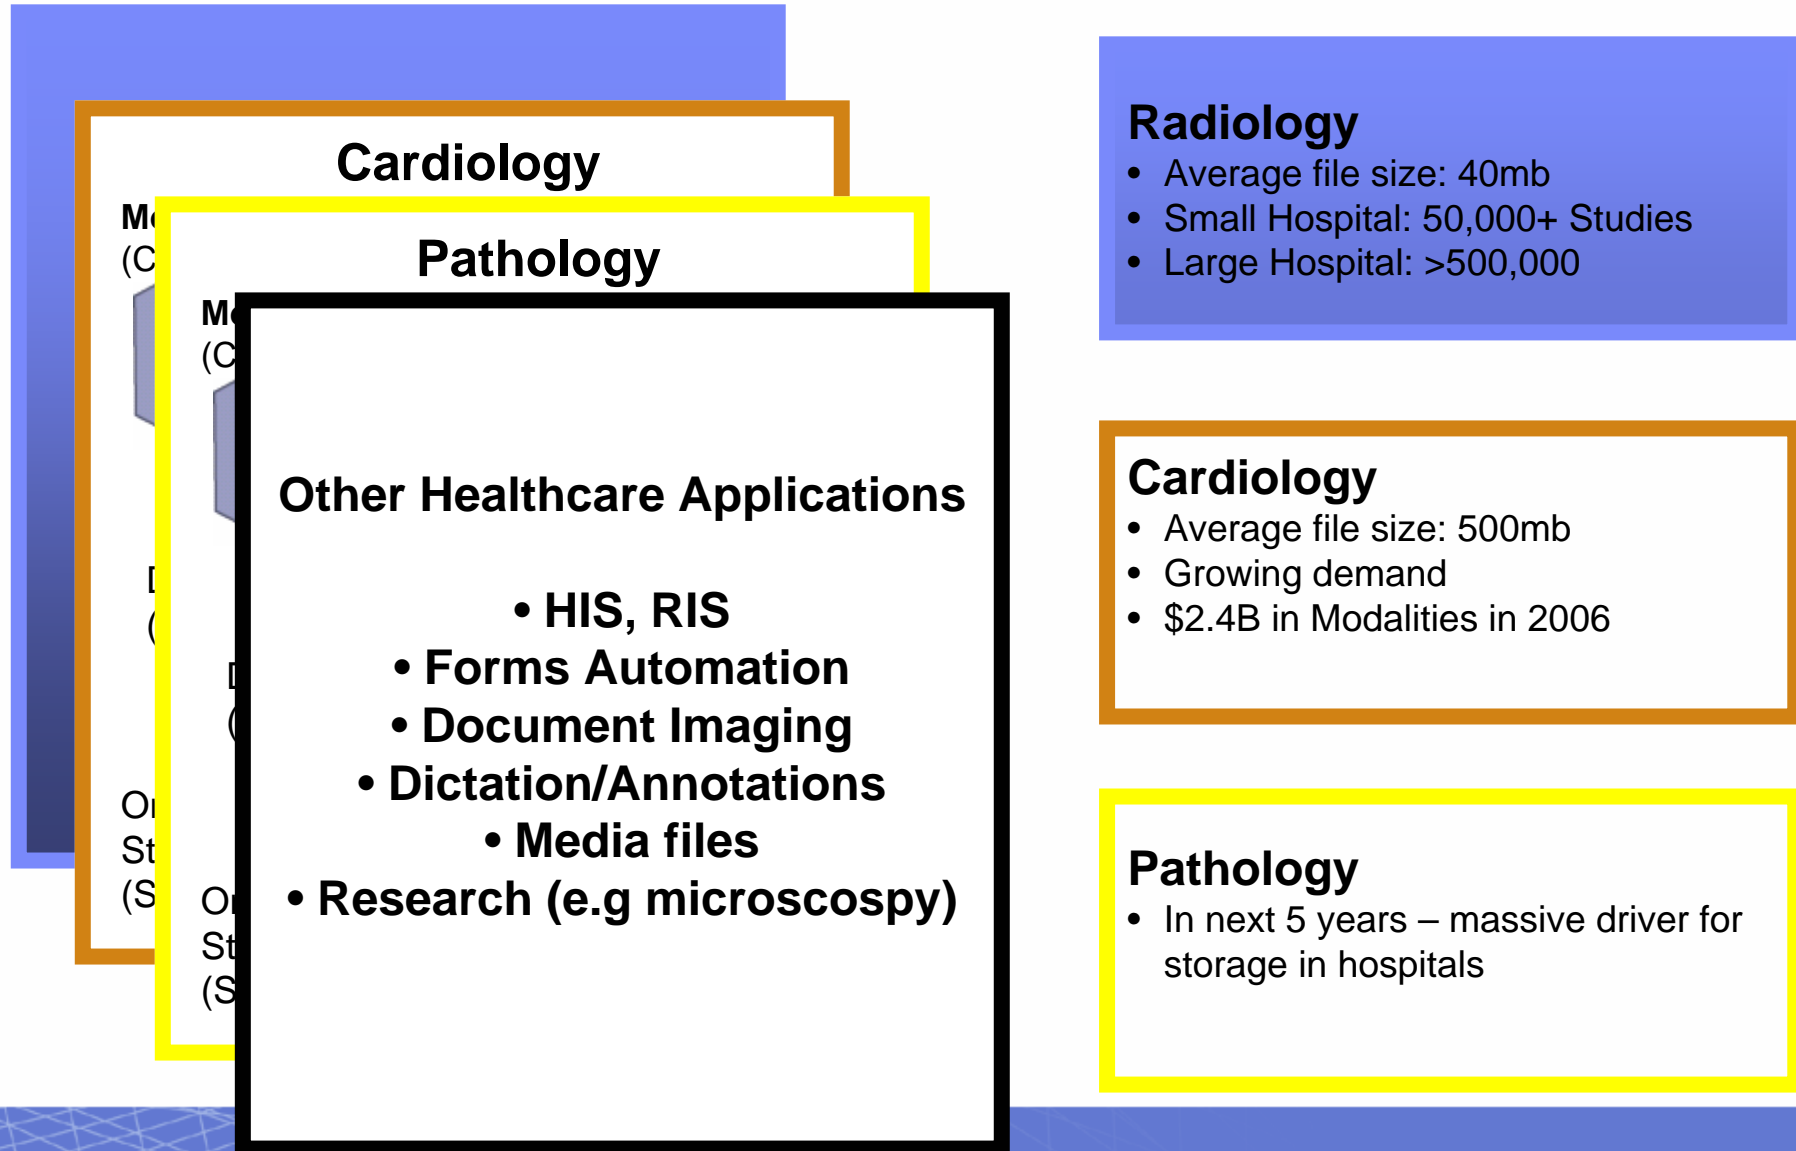 Cardiology
(C
Pathology
(C
Other Healthcare Applications
• HIS, RIS
• Forms Automation
• Document Imaging
• Dictation/Annotations
• Media files
• Research (e.g microscospy)
St
(S
St
(S
Radiology
• Average file size: 40mb
• Small Hospital: 50,000+ Studies
• Large Hospital: >500,000
Cardiology
• Average file size: 500mb
• Growing demand
• $2.4B in Modalities in 2006
Pathology
• In next 5 years – massive driver for
storage in hospitals